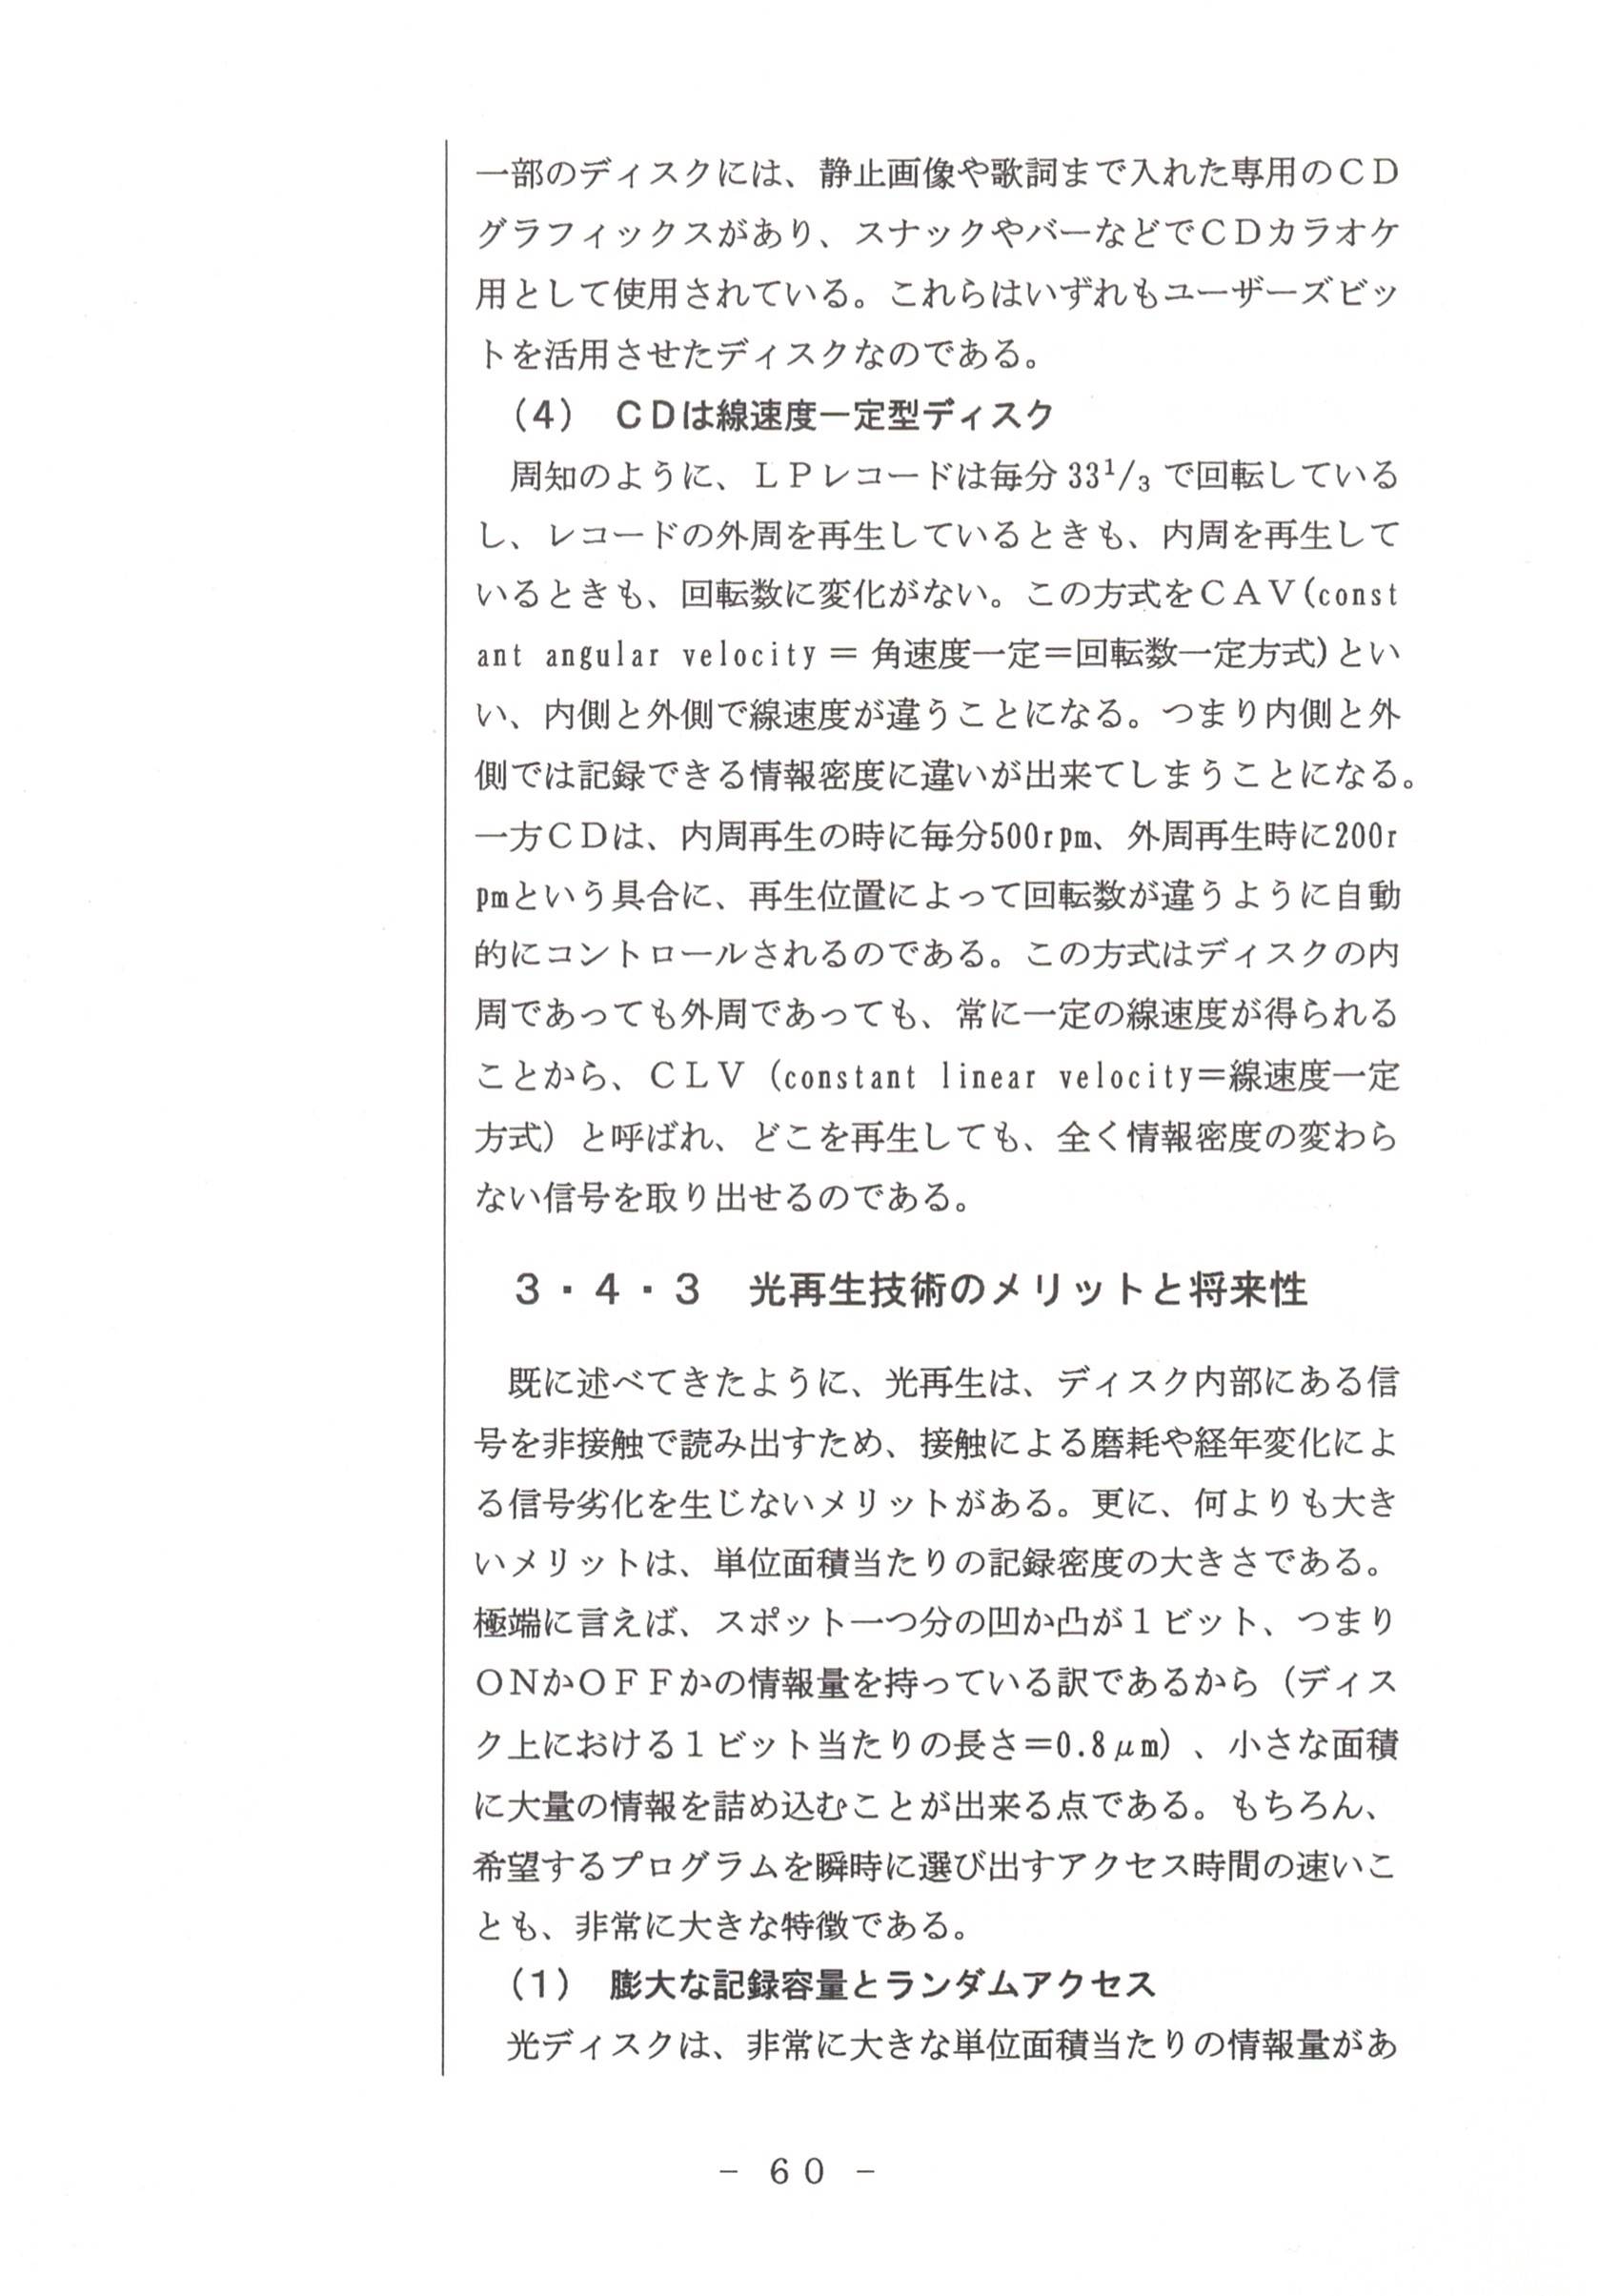 一部のディスクには、静止画像や歌詞まで入れた専用のＣＤ
グラフィックスがあり、スナックやバーなどでＣＤカラオケ
用として使用されている。これらはいずれもユーザーズビッ
トを活用させたディスクなのである。
（4）　ＣＤは線速度一定型ディスク
周知のように、ＬＰレコードは毎分 33¹/₃ で回転している
し、レコードの外周を再生しているときも、内周を再生して
いるときも、回転数に変化がない。この方式をＣＡＶ(const
ant angular velocity＝ 角速度一定＝回転数一定方式)とい
い、内側と外側で線速度が違うことになる。つまり内側と外
側では記録できる情報密度に違いが出来てしまうことになる。
一方ＣＤは、内周再生の時に毎分500rpm、外周再生時に200r
pmという具合に、再生位置によって回転数が違うように自動
的にコントロールされるのである。この方式はディスクの内
周であっても外周であっても、常に一定の線速度が得られる
ことから、ＣＬＶ（constant linear velocity＝線速度一定
方式）と呼ばれ、どこを再生しても、全く情報密度の変わら
ない信号を取り出せるのである。
３・４・３　光再生技術のメリットと将来性
既に述べてきたように、光再生は、ディスク内部にある信
号を非接触で読み出すため、接触による磨耗や経年変化によ
る信号劣化を生じないメリットがある。更に、何よりも大き
いメリットは、単位面積当たりの記録密度の大きさである。
極端に言えば、スポット一つ分の凹か凸が１ビット、つまり
ＯＮかＯＦＦかの情報量を持っている訳であるから（ディス
ク上における１ビット当たりの長さ＝0.8μm）、小さな面積
に大量の情報を詰め込むことが出来る点である。もちろん、
希望するプログラムを瞬時に選び出すアクセス時間の速いこ
とも、非常に大きな特徴である。
（1）　膨大な記録容量とランダムアクセス
光ディスクは、非常に大きな単位面積当たりの情報量があ
－ 60 －